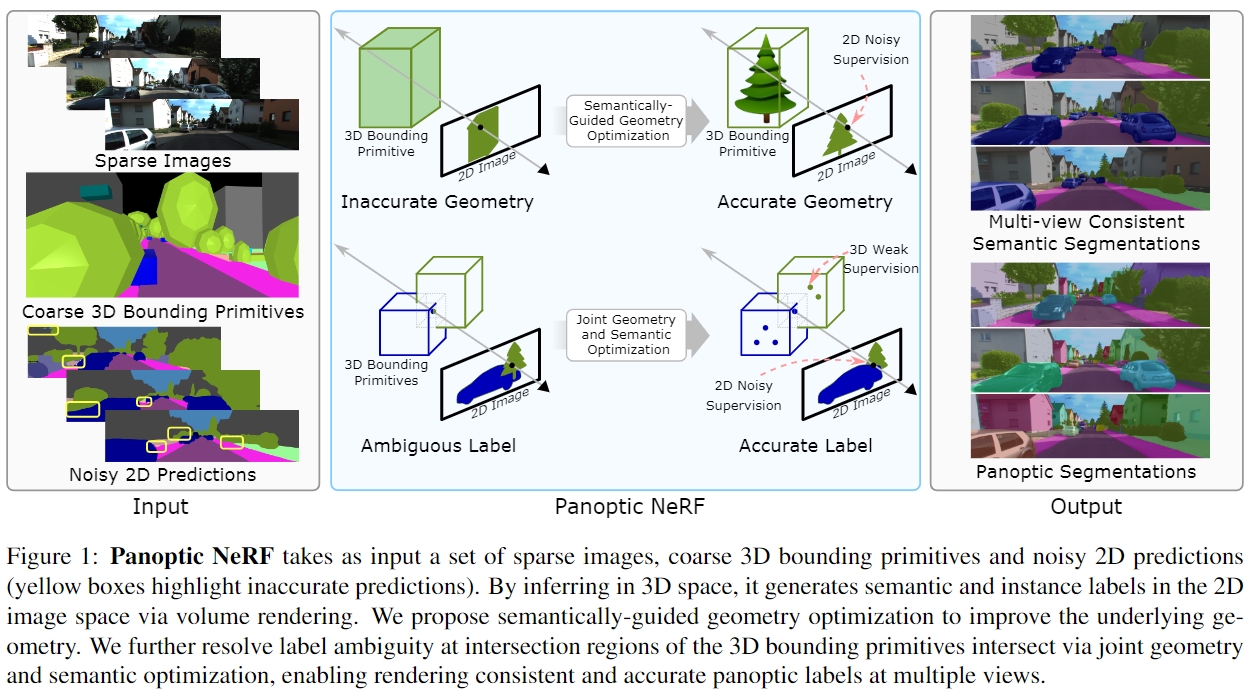 Sparse Images
Coarse 3D Bounding Primitives
Noisy 2D Predictions
Input
3D Bounding
Primitive
2D Image
Inaccurate Geometry
Semantically-
Guided Geometry
Optimization
2D Noisy
Supervision
3D Bounding
Primitive
2D Image
Accurate Geometry
3D Bounding
Primitives
2D Image
Ambiguous Label
Joint Geometry
and Semantic
Optimization
3D Weak
Supervision
2D Noisy
Supervision
2D Image
Accurate Label
Panoptic NeRF
Multi-view Consistent
Semantic Segmentations
Panoptic Segmentations
Output
Figure 1: Panoptic NeRF takes as input a set of sparse images, coarse 3D bounding primitives and noisy 2D predictions
(yellow boxes highlight inaccurate predictions). By inferring in 3D space, it generates semantic and instance labels in the 2D
image space via volume rendering. We propose semantically-guided geometry optimization to improve the underlying ge-
ometry. We further resolve label ambiguity at intersection regions of the 3D bounding primitives intersect via joint geometry
and semantic optimization, enabling rendering consistent and accurate panoptic labels at multiple views.